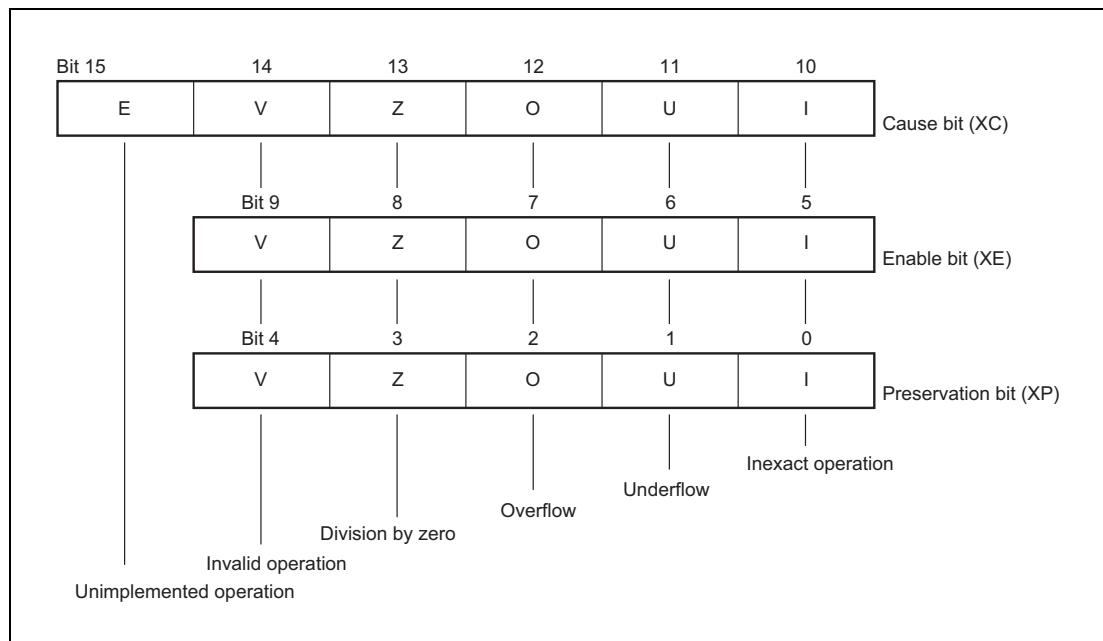 Bit 15 14 13 12 11 10
E V Z O U I
Cause bit (XC)
Bit 9 8 7 6 5
V Z O U I
Enable bit (XE)
Bit 4 3 2 1 0
V Z O U I
Preservation bit (XP)
Inexact operation
Underflow
Overflow
Division by zero
Invalid operation
Unimplemented operation